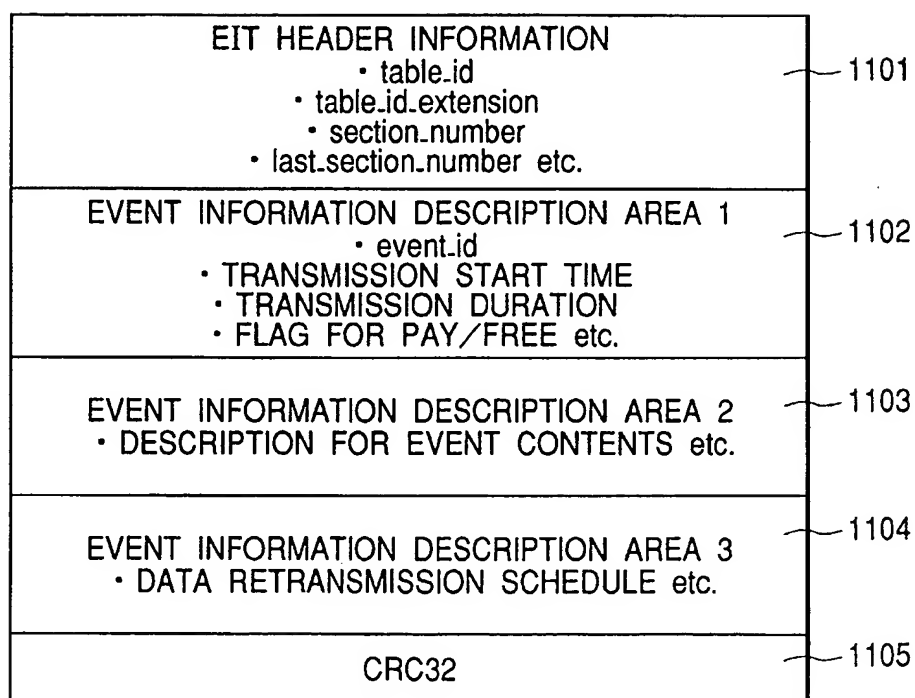 EIT HEADER INFORMATION
・table_id
・table_id_extension
・section_number
・last_section_number etc.
1101
EVENT INFORMATION DESCRIPTION AREA 1
・event_id
・TRANSMISSION START TIME
・TRANSMISSION DURATION
・FLAG FOR PAY/FREE etc.
1102
EVENT INFORMATION DESCRIPTION AREA 2
・DESCRIPTION FOR EVENT CONTENTS etc.
1103
EVENT INFORMATION DESCRIPTION AREA 3
・DATA RETRANSMISSION SCHEDULE etc.
1104
CRC32
1105